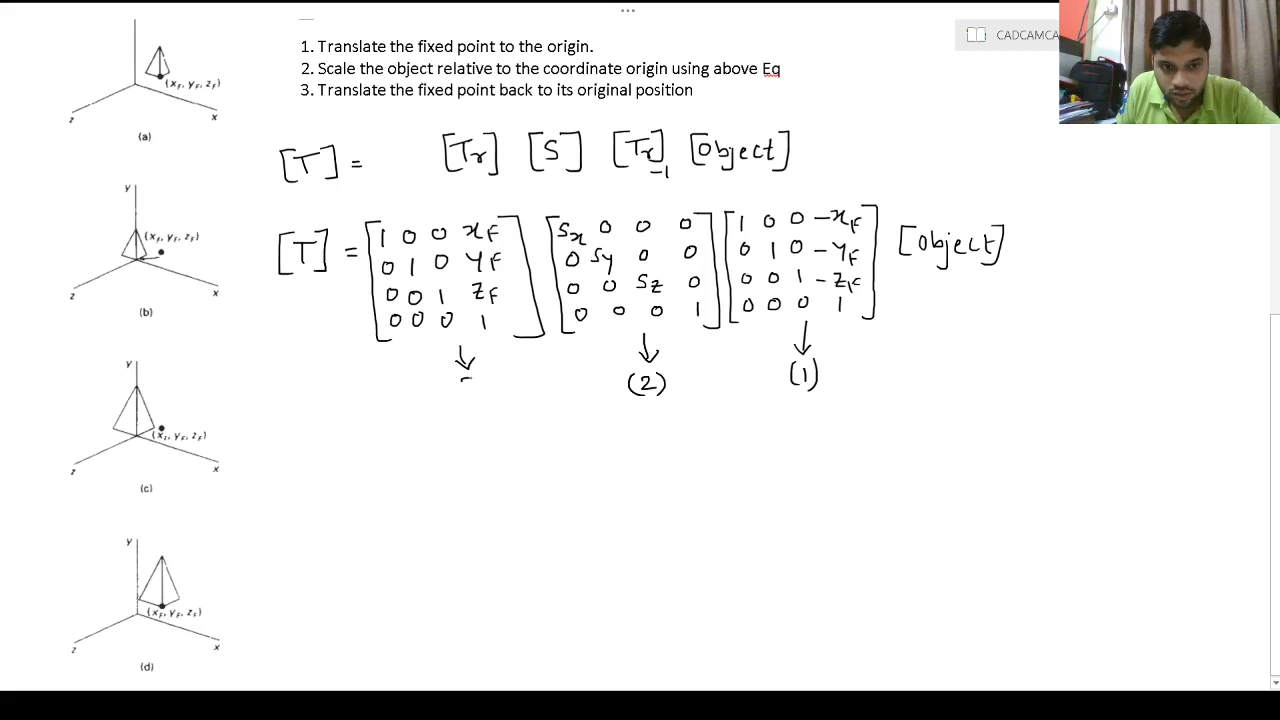 ...
CADCAMCA
1. Translate the fixed point to the origin.
2. Scale the object relative to the coordinate origin using above Eq
3. Translate the fixed point back to its original position
(xF, yF, zF)
z
x
(a)
[T] = [Tr] [S] [Tr]-1 [Object]
y
(xF, yF, zF)
z
x
(b)
[T] = [1 0 0 xF [Sx 0 0 0 [1 0 0 -xF [Object]
0 1 0 yF 0 Sy 0 0 0 1 0 -yF
0 0 1 zF 0 0 Sz 0 0 0 1 -zF
0 0 0 1] 0 0 0 1] 0 0 0 1]
(2) (1)
y
(xF, yF, zF)
z
x
(c)
y
(xF, yF, zF)
z
x
(d)